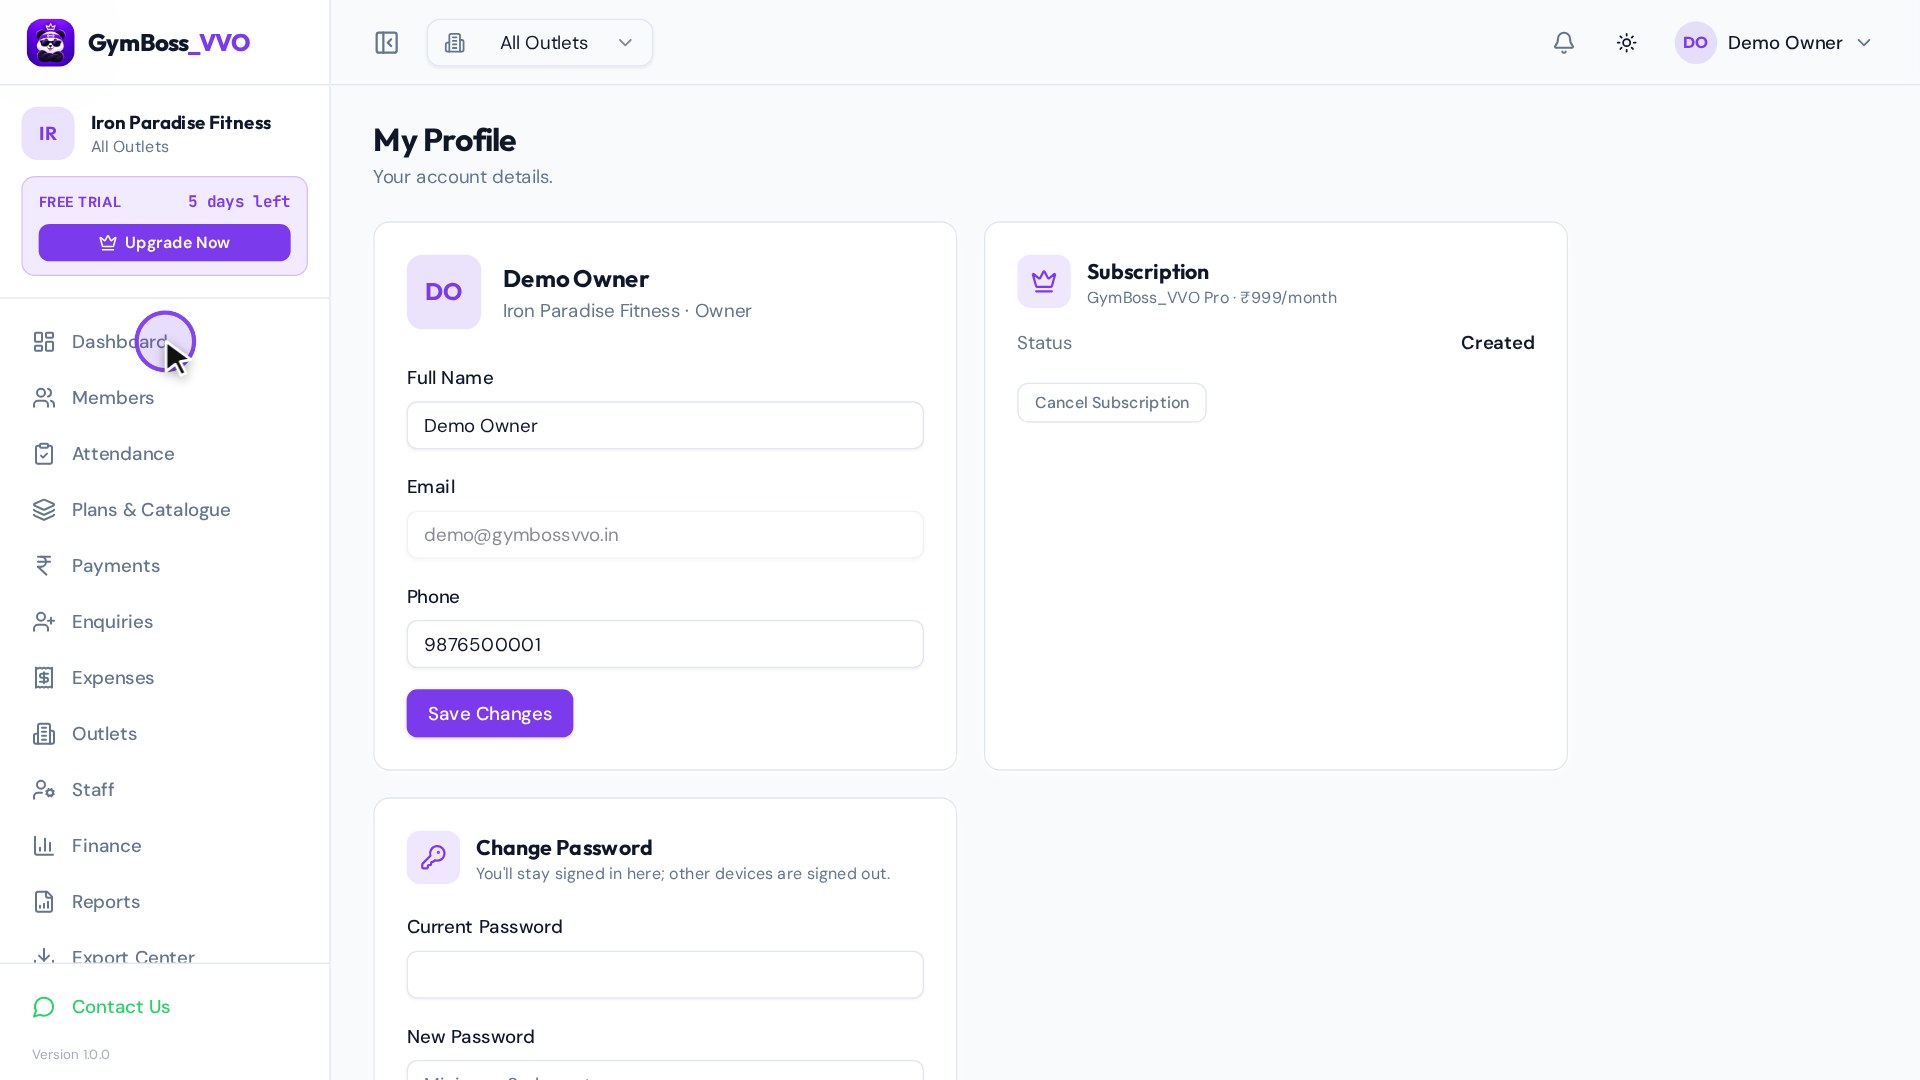 GymBoss_VVO
All Outlets
DO
Demo Owner
IR
Iron Paradise Fitness
All Outlets
FREE TRIAL
5 days left
Upgrade Now
Dashboard
Members
Attendance
Plans & Catalogue
Payments
Enquiries
Expenses
Outlets
Staff
Finance
Reports
Export Center
Contact Us
Version 1.0.0
My Profile
Your account details.
DO
Demo Owner
Iron Paradise Fitness · Owner
Full Name
Demo Owner
Email
demo@gymbossvvo.in
Phone
9876500001
Save Changes
Subscription
GymBoss_VVO Pro · ₹999/month
Status
Created
Cancel Subscription
Change Password
You'll stay signed in here; other devices are signed out.
Current Password
New Password